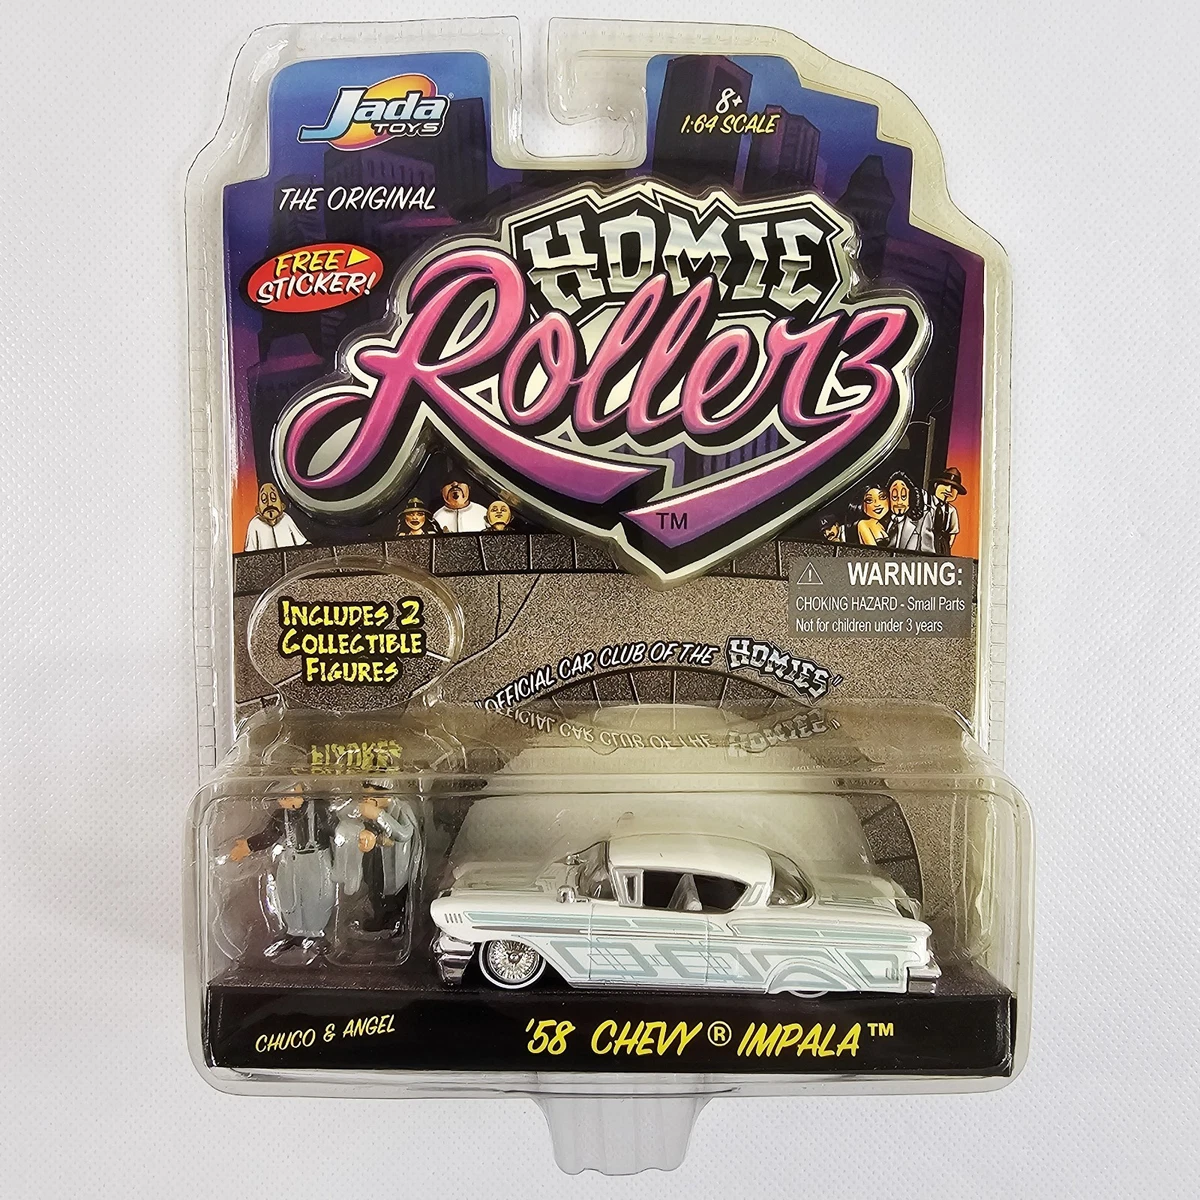 Jada®
TOYS
8+
1:64 SCALE
THE ORIGINAL
HOMIE
Rollerz
TM
FREE
STICKER!
WARNING:
CHOKING HAZARD - Small Parts
Not for children under 3 years
INCLUDES 2
COLLECTIBLE
FIGURES
"OFFICIAL CAR CLUB OF THE HOMIES"
CHUCO & ANGEL
'58 CHEVY® IMPALA™